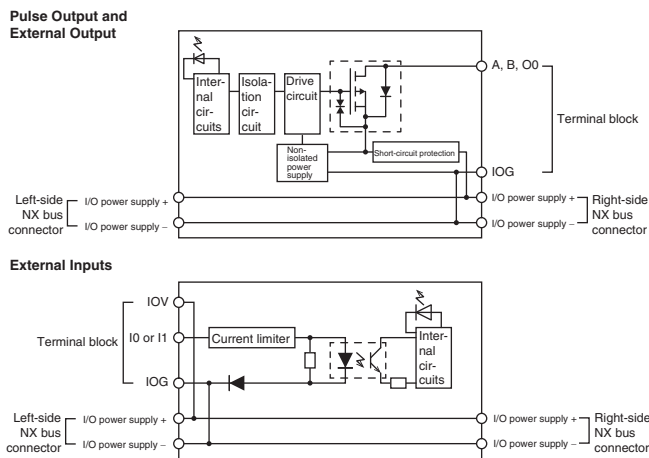 Pulse Output and
External Output
Inter-
nal
cir-
cuits
Isola-
tion
cir-
cuit
Drive
circuit
Non-
isolated
power
supply
Short-circuit protection
A, B, O0
IOG
Terminal block
Left-side
NX bus
connector
I/O power supply +
I/O power supply −
I/O power supply +
I/O power supply −
Right-side
NX bus
connector
External Inputs
Terminal block
IOV
I0 or I1
IOG
Current limiter
Inter-
nal
cir-
cuits
Left-side
NX bus
connector
I/O power supply +
I/O power supply −
I/O power supply +
I/O power supply −
Right-side
NX bus
connector